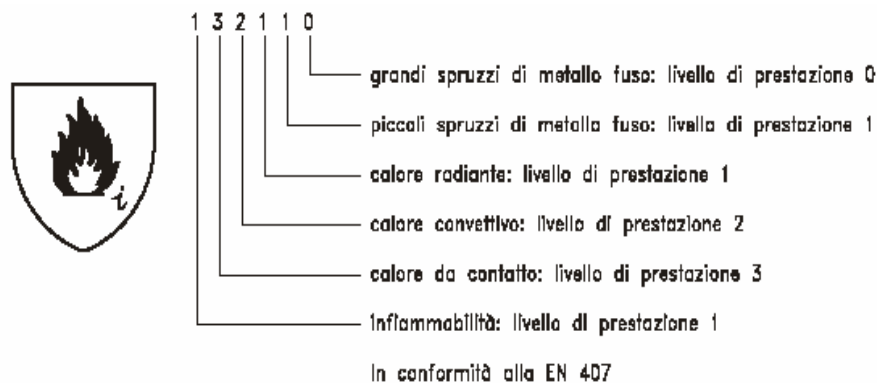 1 3 2 1 1 0
grandi spruzzi di metallo fuso: livello di prestazione 0
piccoli spruzzi di metallo fuso: livello di prestazione 1
calore radiante: livello di prestazione 1
calore convettivo: livello di prestazione 2
calore da contatto: livello di prestazione 3
Infiammabilità: livello di prestazione 1
In conformità alla EN 407
i